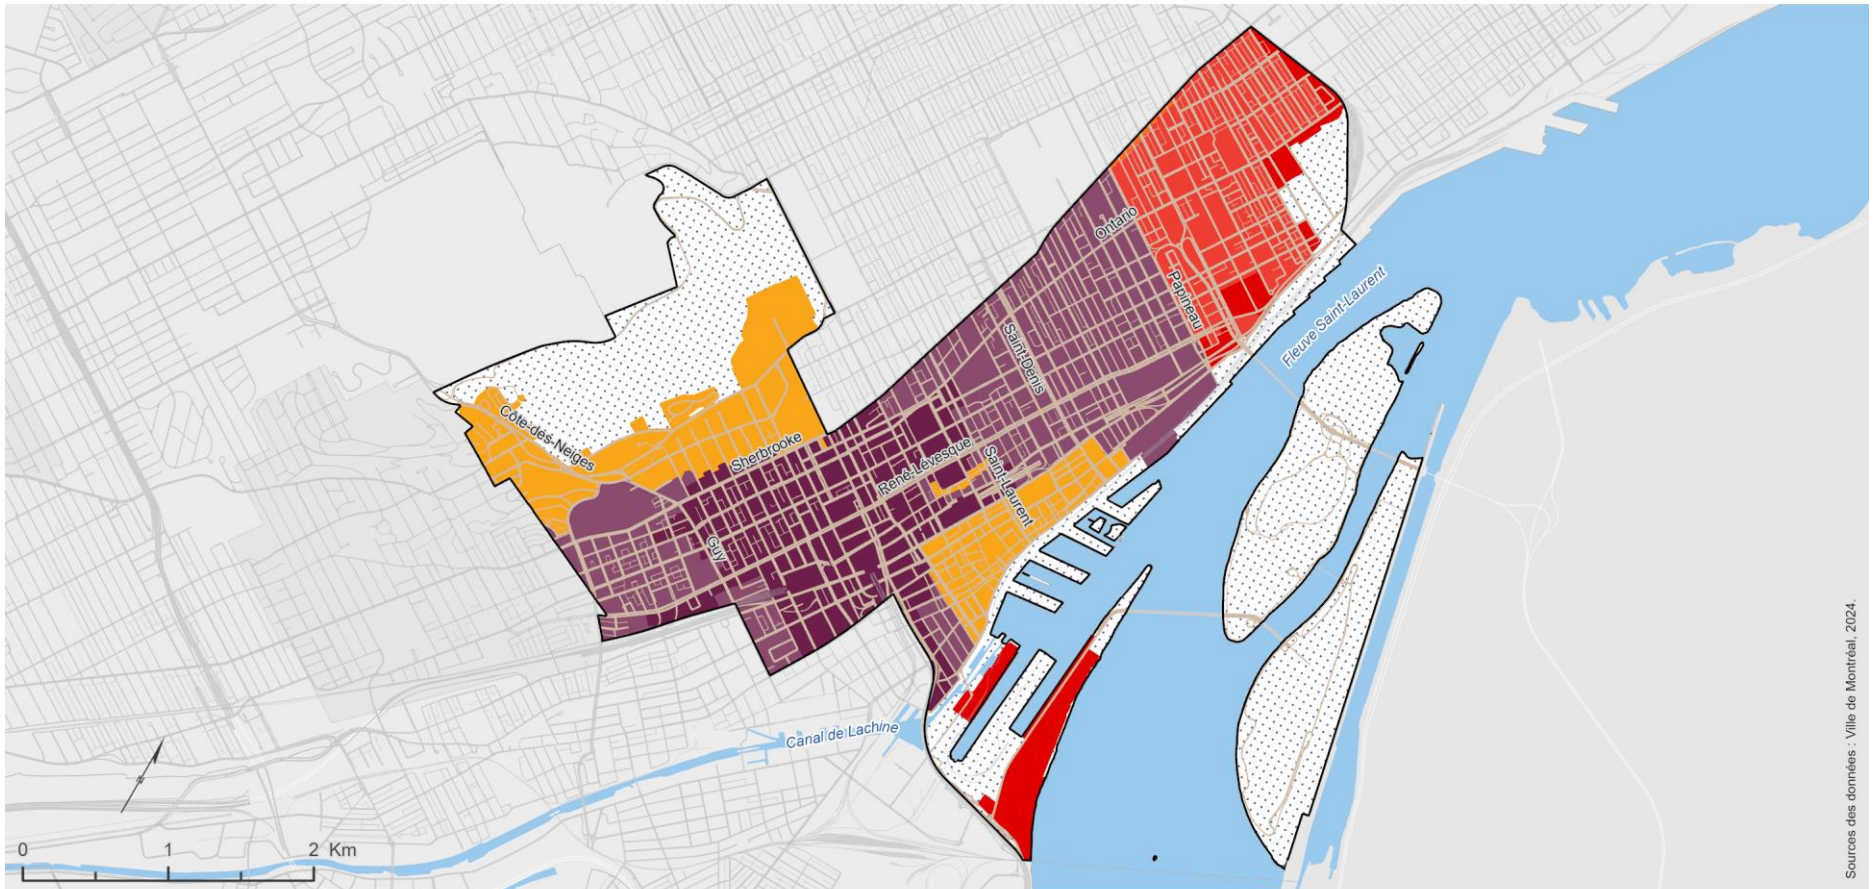 Ontario
Papineau
Fleuve Saint-Laurent
Saint-Denis
Côte-des-Neiges
Sherbrooke
René-Lévesque
Saint-Laurent
Guy
Canal de Lachine
N
0 1 2 Km
Sources des données : Ville de Montréal, 2024.